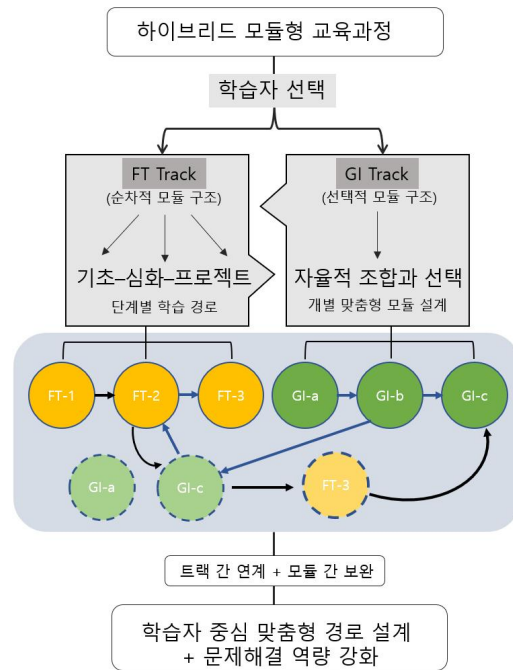 하이브리드 모듈형 교육과정
학습자 선택
FT Track
(순차적 모듈 구조)
기초–심화–프로젝트
단계별 학습 경로
GI Track
(선택적 모듈 구조)
자율적 조합과 선택
개별 맞춤형 모듈 설계
FT-1
FT-2
FT-3
GI-a
GI-b
GI-c
GI-a
GI-c
FT-3
트랙 간 연계 + 모듈 간 보완
학습자 중심 맞춤형 경로 설계
+ 문제해결 역량 강화